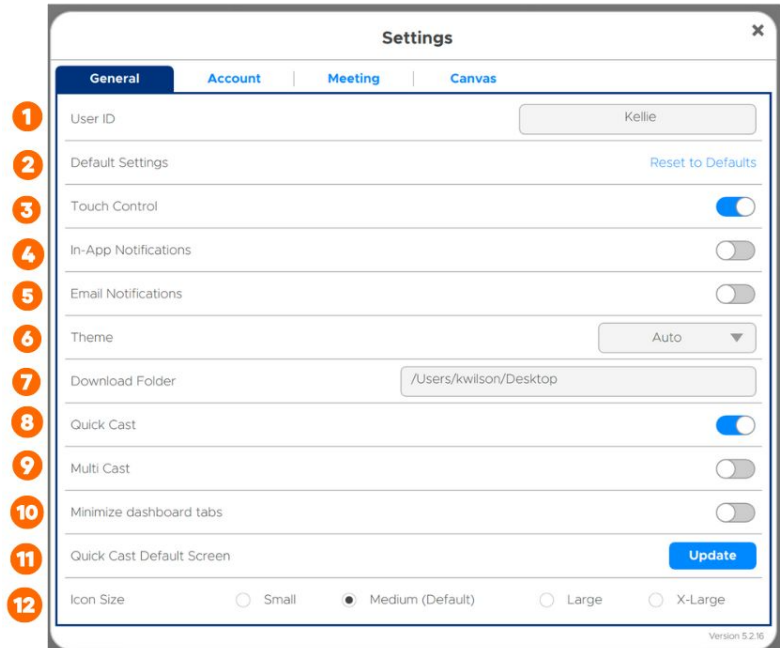 Settings
×
General Account Meeting Canvas
1 User ID Kellie
2 Default Settings Reset to Defaults
3 Touch Control
4 In-App Notifications
5 Email Notifications
6 Theme Auto
7 Download Folder /Users/kwilson/Desktop
8 Quick Cast
9 Multi Cast
10 Minimize dashboard tabs
11 Quick Cast Default Screen Update
12 Icon Size Small Medium (Default) Large X-Large
Version 5.2.16